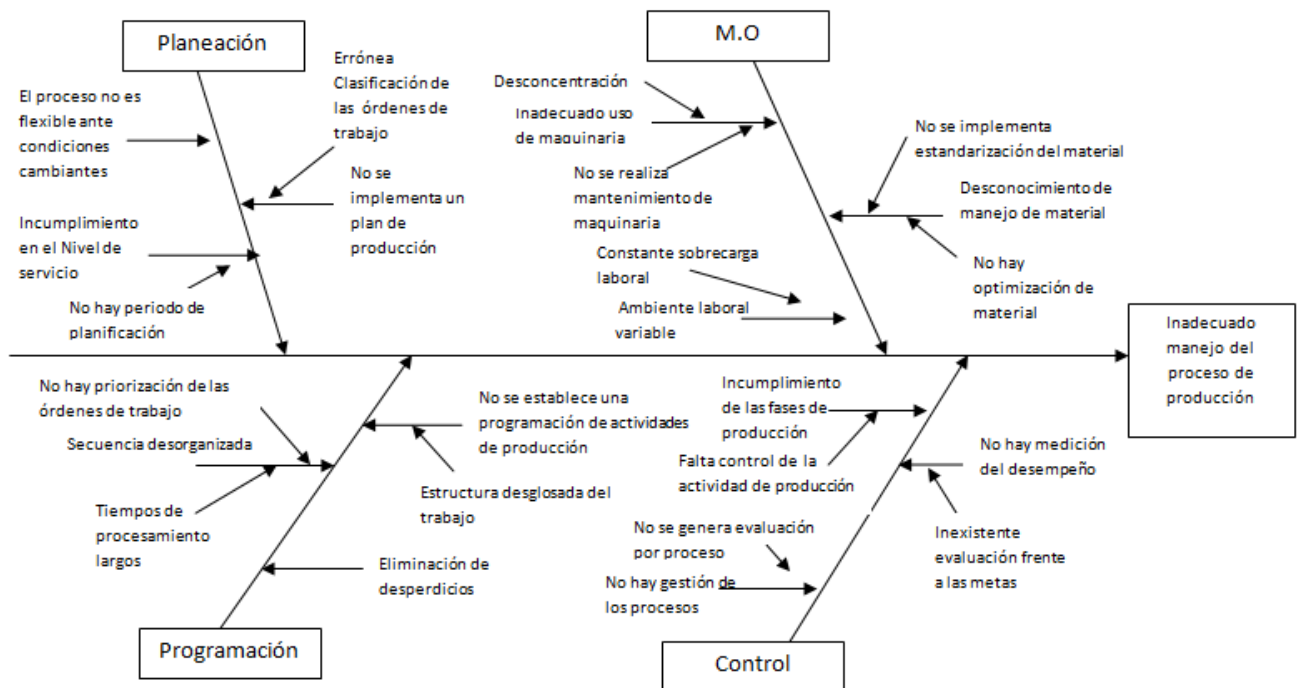 Planeación
M.O
El proceso no es
flexible ante
condiciones
cambiantes
Errónea
Clasificación de
las órdenes de
trabajo
No se
implementa un
plan de
producción
Incumplimiento
en el Nivel de
servicio
No hay periodo de
planificación
Desconcentración
Inadecuado uso
de maquinaria
No se realiza
mantenimiento de
maquinaria
Constante sobrecarga
laboral
Ambiente laboral
variable
No se implementa
estandarización del material
Desconocimiento de
manejo de material
No hay
optimización de
material
Inadecuado
manejo del
proceso de
producción
No hay priorización de las
órdenes de trabajo
Secuencia desorganizada
Tiempos de
procesamiento
largos
No se establece una
programación de actividades
de producción
Estructura desglosada del
trabajo
Eliminación de
desperdicios
Incumplimiento
de las fases de
producción
Falta control de la
actividad de producción
No se genera evaluación
por proceso
No hay gestión de
los procesos
No hay medición
del desempeño
Inexistente
evaluación frente
a las metas
Programación
Control